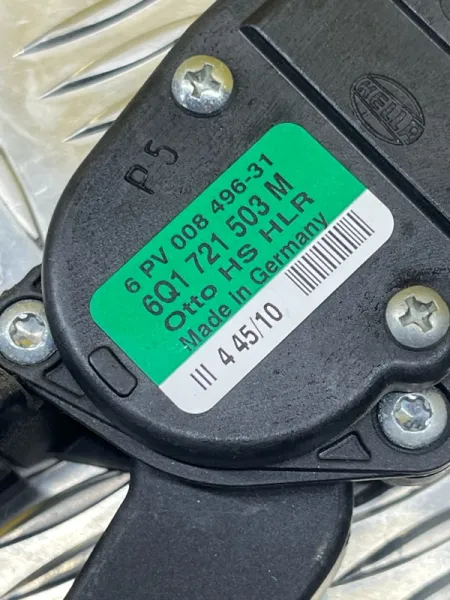 HELLA
P 5
6 PV 008 496-31
6Q1 721 503 M
Otto HS HLR
Made in Germany
III 4 45/10